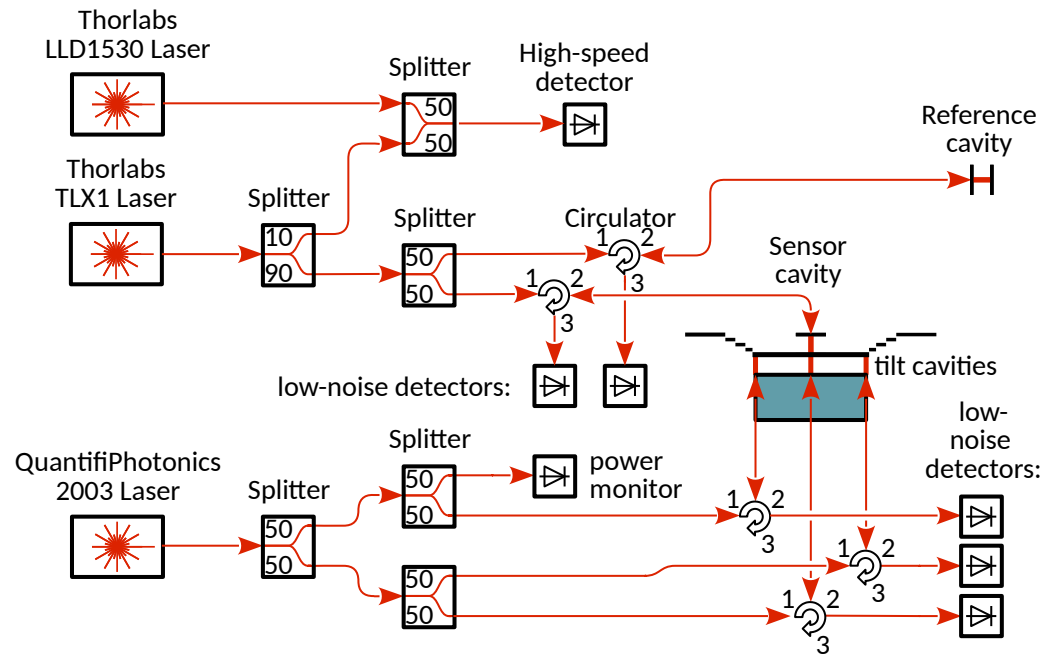 Thorlabs
LLD1530 Laser
Splitter
50
50
High-speed
detector
Reference
cavity
Thorlabs
TLX1 Laser
Splitter
10
90
Splitter
50
50
Circulator
1 2
3
1 2
3
Sensor
cavity
low-noise detectors:
tilt cavities
low-
noise
detectors:
QuantifiPhotonics
2003 Laser
Splitter
50
50
Splitter
50
50
power
monitor
1 2
3
50
50
1 2
3
1 2
3